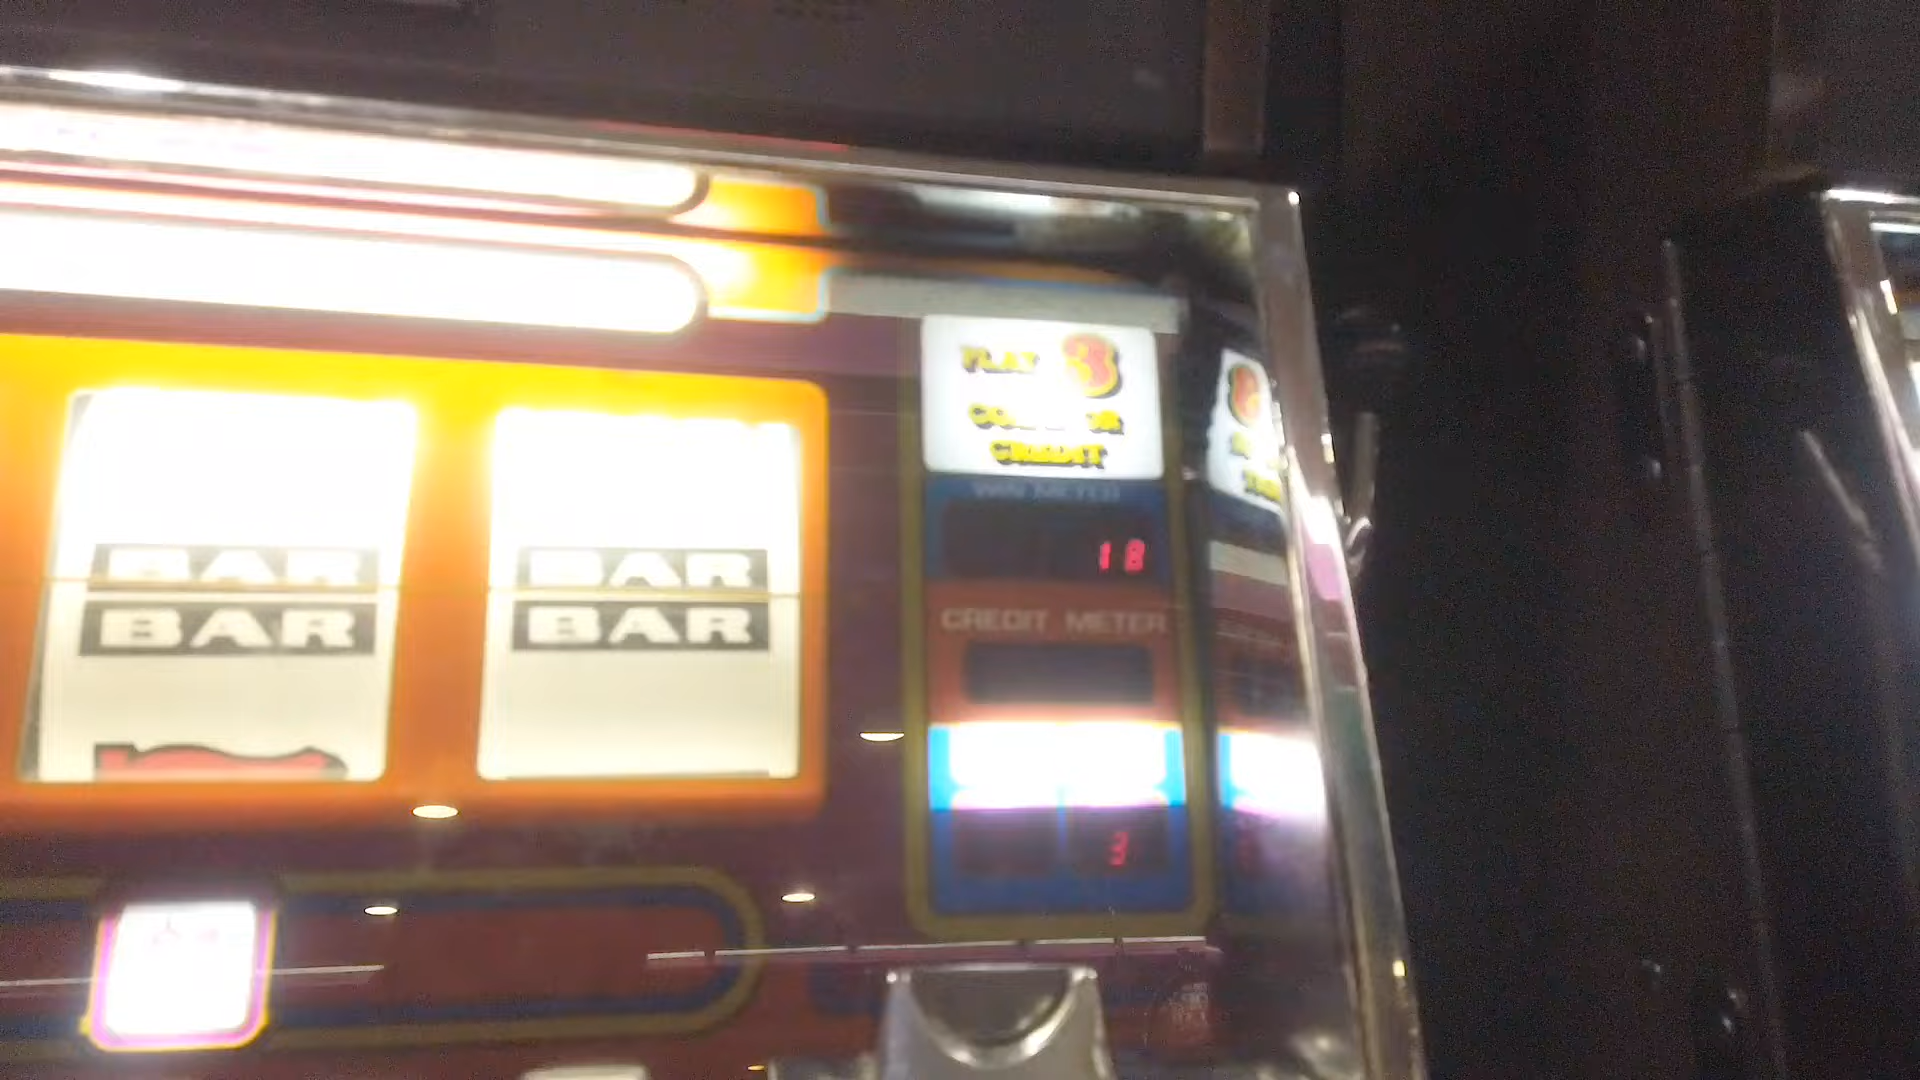 PLAY 3
CREDIT
WIN METER
18
CREDIT METER
3
BAR BAR
BAR BAR